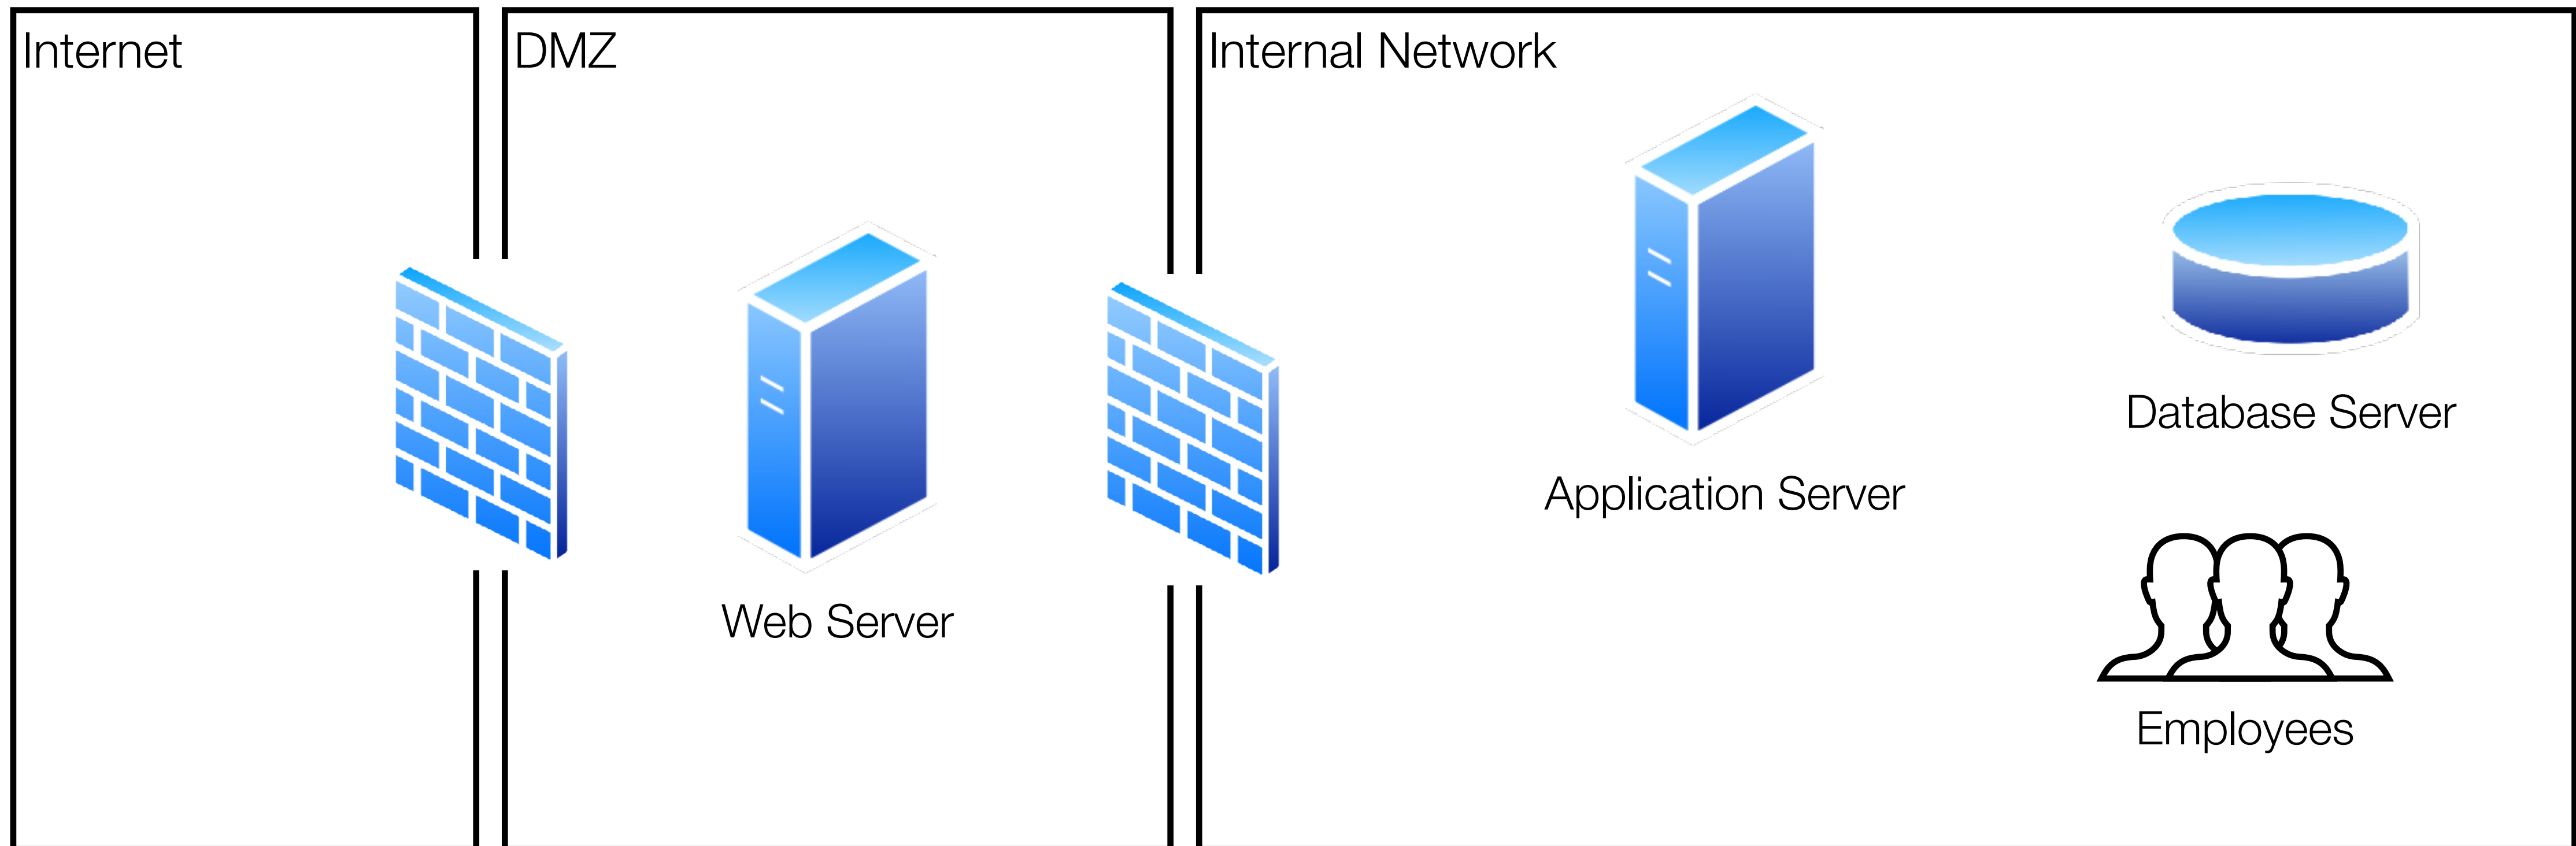 Internet
DMZ
Internal Network
Web Server
Application Server
Database Server
Employees